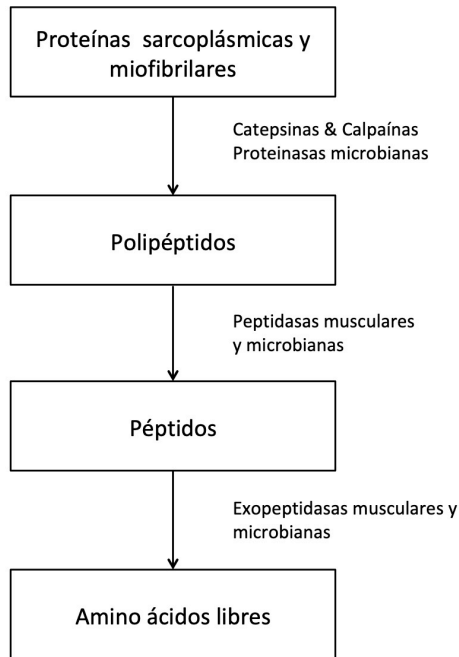 Proteínas sarcoplásmicas y
miofibrilares
Catepsinas & Calpaínas
Proteinasas microbianas
Polipéptidos
Peptidasas musculares
y microbianas
Péptidos
Exopeptidasas musculares y
microbianas
Amino ácidos libres